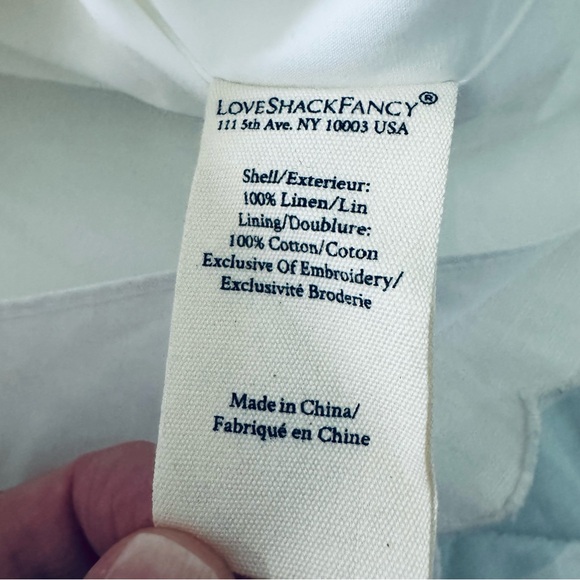 LOVESHACKFANCY®
111 5th Ave. NY 10003 USA
Shell/Exterieur:
100% Linen/Lin
Lining/Doublure:
100% Cotton/Coton
Exclusive Of Embroidery/
Exclusivité Broderie
Made in China/
Fabriqué en Chine